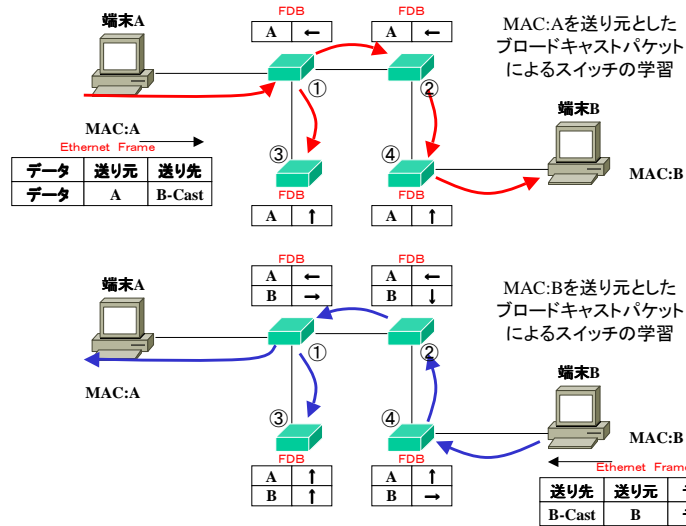 端末A
FDB
A ←
FDB
A ←
MAC:Aを送り元とした
ブロードキャストパケット
によるスイッチの学習
①
②
MAC:A
Ethernet Frame
データ 送り元 送り先
データ A B-Cast
③
FDB
A ↑
④
FDB
A ↑
端末B
MAC:B
端末A
FDB
A ←
B →
FDB
A ←
B ↓
MAC:Bを送り元とした
ブロードキャストパケット
によるスイッチの学習
①
②
MAC:A
③
FDB
A ↑
B ↑
④
FDB
A ↑
B →
端末B
MAC:B
Ethernet Frame
送り先 送り元
B-Cast B